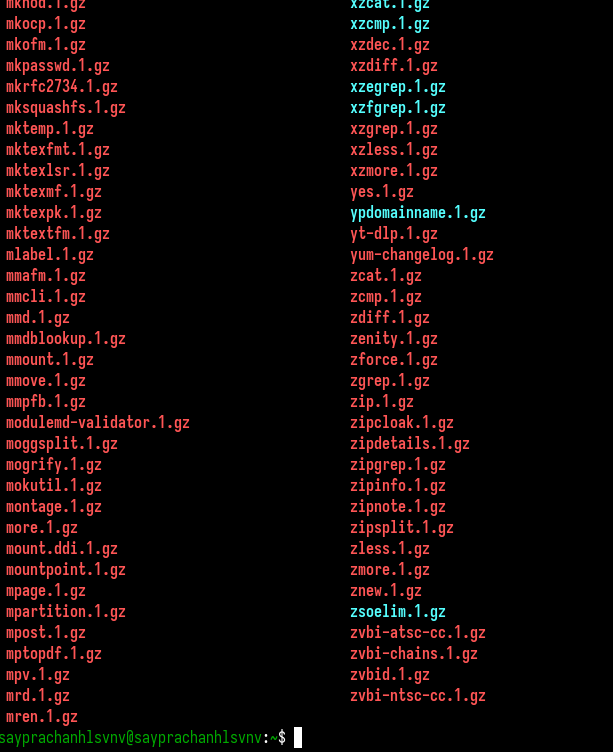 mknod.1.gz xzcat.1.gz
mkocp.1.gz xzcmp.1.gz
mkofm.1.gz xzdec.1.gz
mkpasswd.1.gz xzdiff.1.gz
mkrfc2734.1.gz xzegrep.1.gz
mksquashfs.1.gz xzfgrep.1.gz
mktemp.1.gz xzgrep.1.gz
mktexfmt.1.gz xzless.1.gz
mktexlsr.1.gz xzmore.1.gz
mktexmf.1.gz yes.1.gz
mktexpk.1.gz ypdomainname.1.gz
mktextfm.1.gz yt-dlp.1.gz
mlabel.1.gz yum-changelog.1.gz
mmafm.1.gz zcat.1.gz
mmcli.1.gz zcmp.1.gz
mmd.1.gz zdiff.1.gz
mmdblookup.1.gz zenity.1.gz
mmount.1.gz zforce.1.gz
mmove.1.gz zgrep.1.gz
mmpfb.1.gz zip.1.gz
modulemd-validator.1.gz zipcloak.1.gz
moggsplit.1.gz zipdetails.1.gz
mogrify.1.gz zipgrep.1.gz
mokutil.1.gz zipinfo.1.gz
montage.1.gz zipnote.1.gz
more.1.gz zipsplit.1.gz
mount.ddi.1.gz zless.1.gz
mountpoint.1.gz zmore.1.gz
mpage.1.gz znew.1.gz
mpartition.1.gz zsoelim.1.gz
mpost.1.gz zvbi-atsc-cc.1.gz
mptopdf.1.gz zvbi-chains.1.gz
mpv.1.gz zvbid.1.gz
mrd.1.gz zvbi-ntsc-cc.1.gz
mren.1.gz
sayprachanhlsvnv@sayprachanhlsvnv:~$